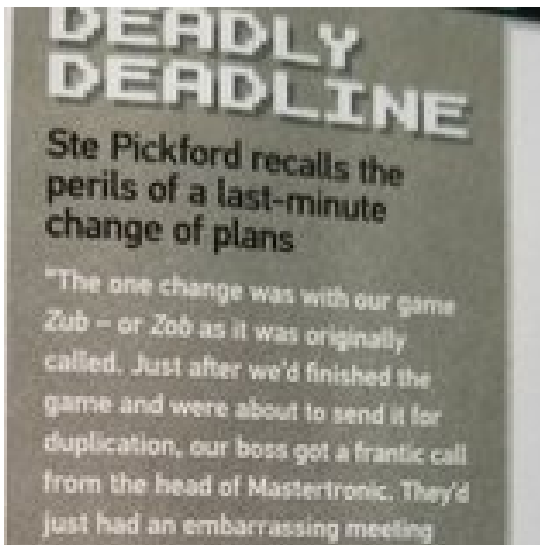 DEADLY
DEADLINE
Ste Pickford recalls the
perils of a last-minute
change of plans
"The one change was with our game
Zub – or Zob as it was originally
called. Just after we'd finished the
game and were about to send it for
duplication, our boss got a frantic call
from the head of Mastertronic. They'd
just had an embarrassing meeting